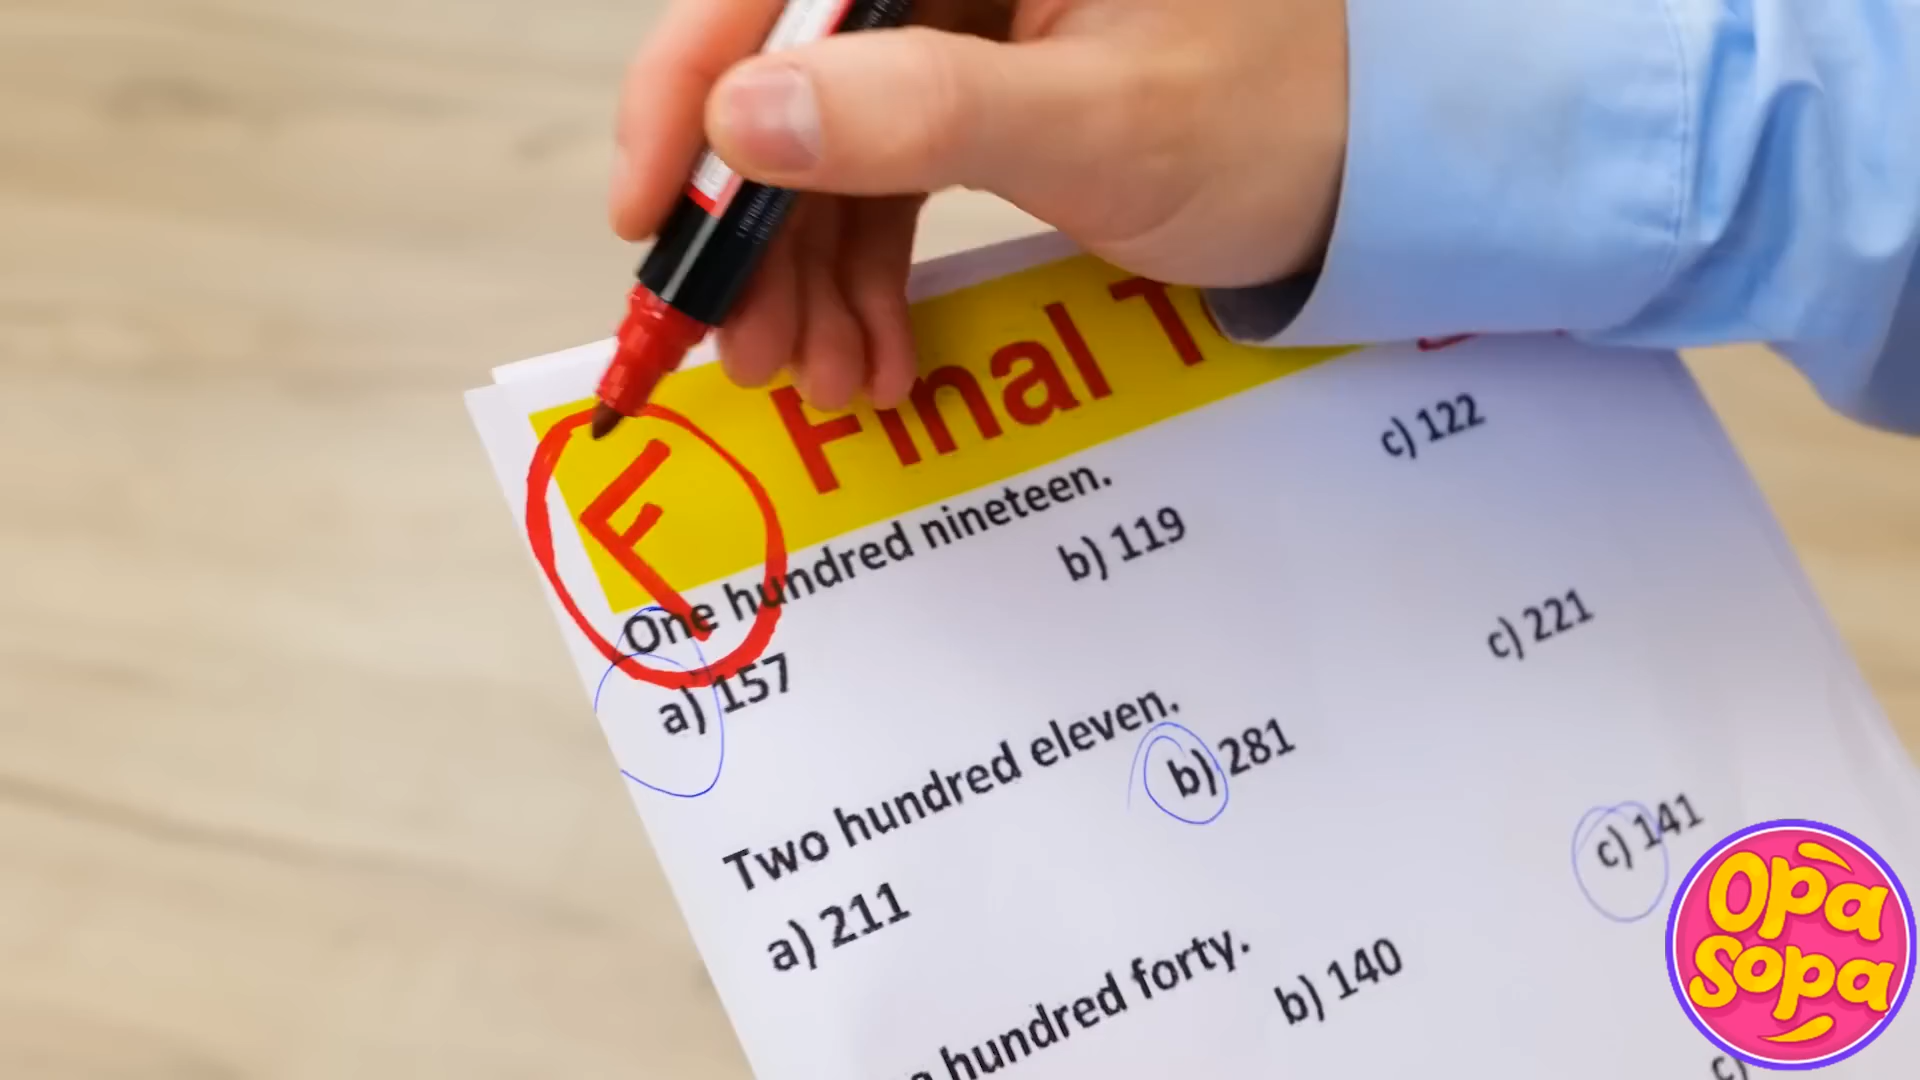 F
Final
One hundred nineteen.
a) 157 b) 119 c) 122
Two hundred eleven.
a) 211 b) 281 c) 221
hundred forty.
b) 140 c) 141
c)
Opa
Sopa